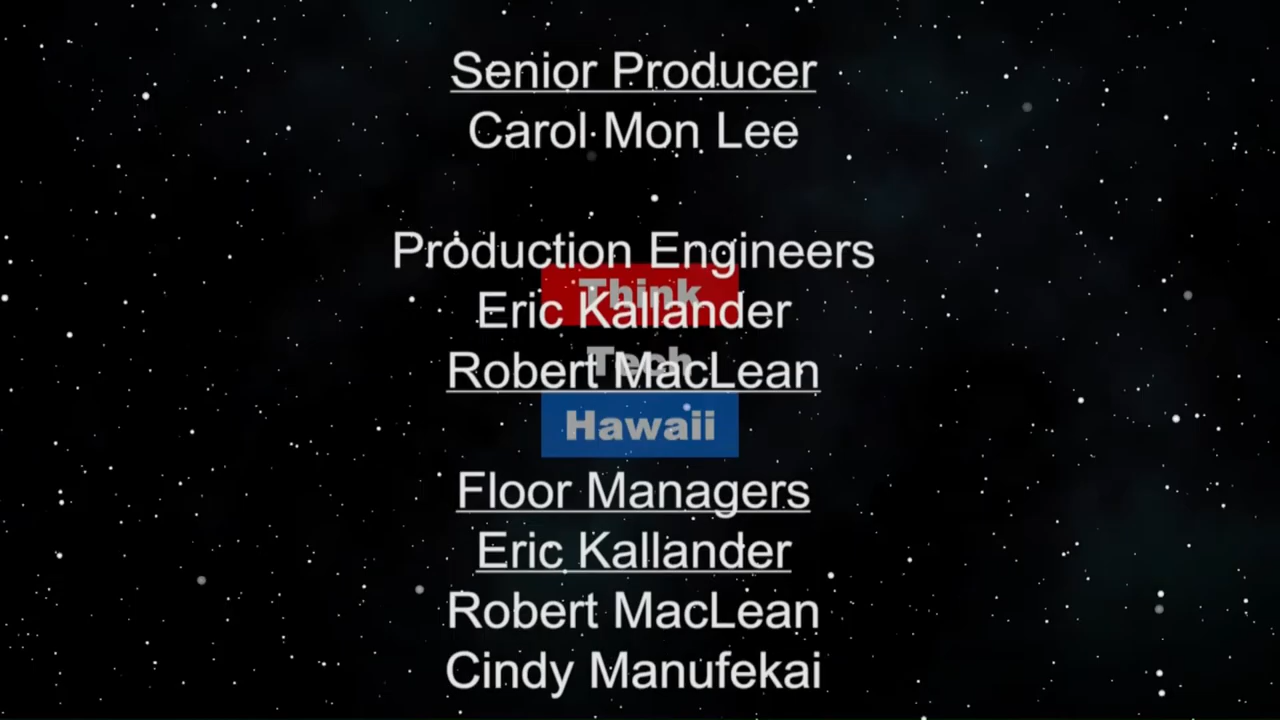 Senior Producer
Carol Mon Lee
Production Engineers
Think
Eric Kallander
Tech
Robert MacLean
Hawaii
Floor Managers
Eric Kallander
Robert MacLean
Cindy Manufekai